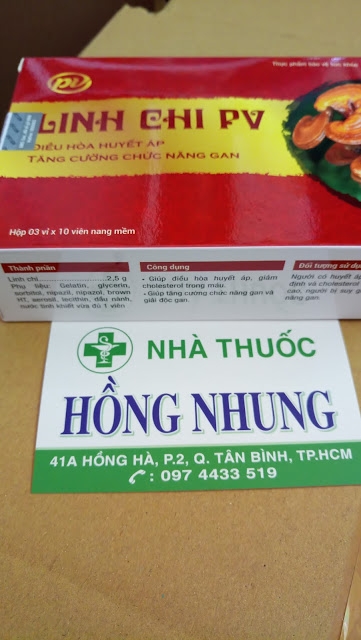 Thực phẩm bảo vệ sức khỏe
LINH CHI PV
ĐIỀU HÒA HUYẾT ÁP
TĂNG CƯỜNG CHỨC NĂNG GAN
Hộp 03 vỉ x 10 viên nang mềm
Thành phần
Linh chi.....................2,5 g
Phụ liệu: Gelatin, glycerin,
sorbitol, nipazil, nipazol, brown
HT, aerosil, lecithin, dầu nành,
nước tinh khiết vừa đủ 1 viên
Công dụng
- Giúp điều hòa huyết áp, giảm
cholesterol trong máu.
- Giúp tăng cường chức năng gan và
giải độc gan.
Đối tượng sử dụ
Người có huyết áp
định và cholesterol
cao, người bị suy g
năng gan.
NHÀ THUỐC
HỒNG NHUNG
41A HỒNG HÀ, P.2, Q. TÂN BÌNH, TP.HCM
: 097 4433 519